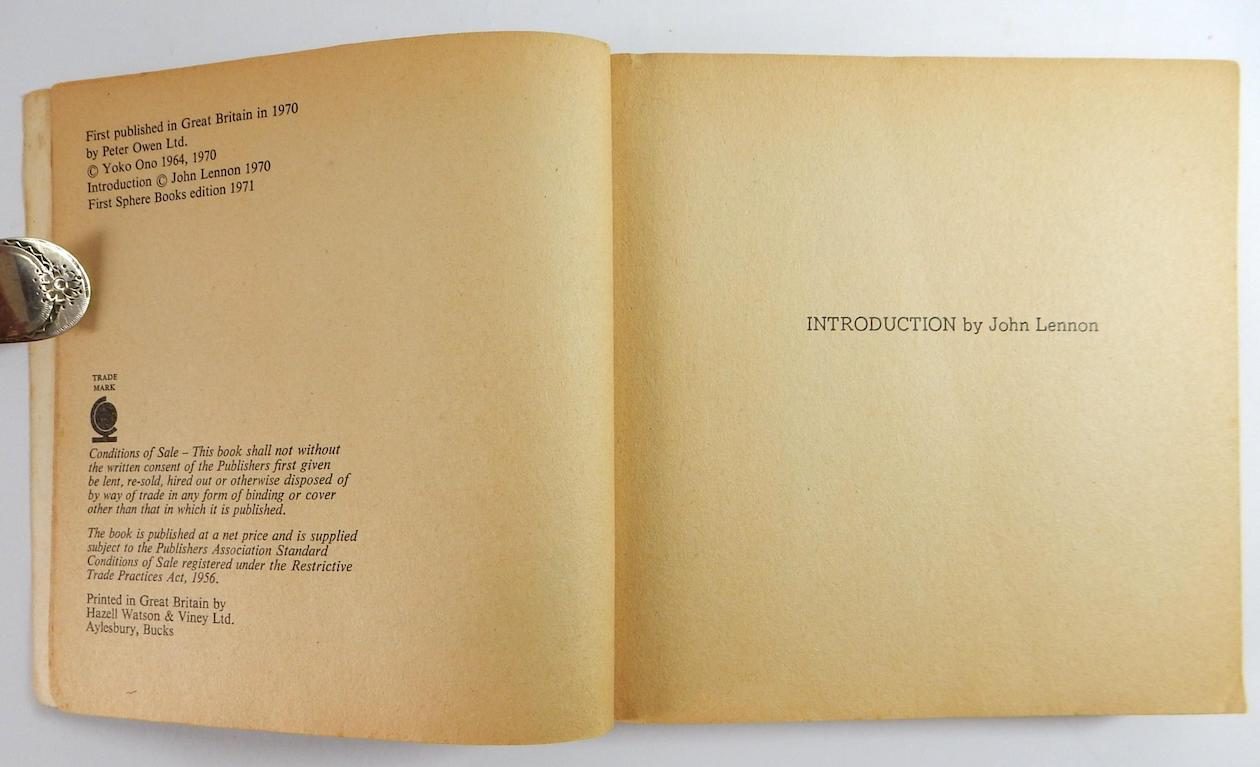 First published in Great Britain in 1970
by Peter Owen Ltd.
© Yoko Ono 1964, 1970
Introduction © John Lennon 1970
First Sphere Books edition 1971
TRADE
MARK
Conditions of Sale – This book shall not without
the written consent of the Publishers first given
be lent, re-sold, hired out or otherwise disposed of
by way of trade in any form of binding or cover
other than that in which it is published.
The book is published at a net price and is supplied
subject to the Publishers Association Standard
Conditions of Sale registered under the Restrictive
Trade Practices Act, 1956.
Printed in Great Britain by
Hazell Watson & Viney Ltd.
Aylesbury, Bucks
INTRODUCTION by John Lennon